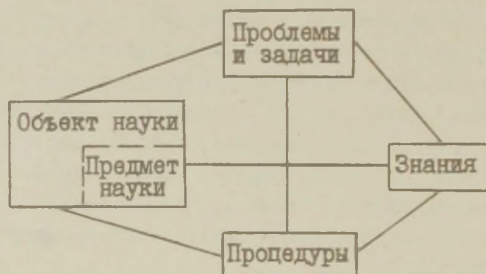 Проблемы
и задачи
Объект науки
Предмет
науки
Знания
Процедуры